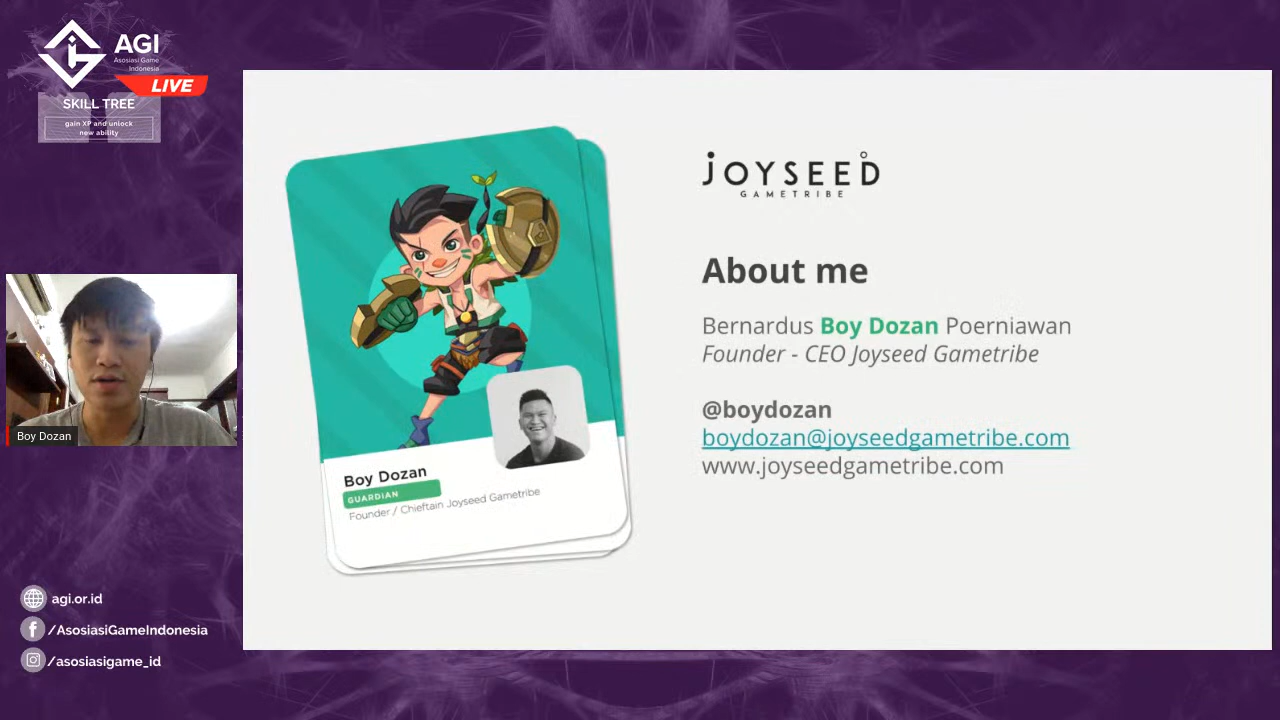 AGI
Asosiasi Game
Indonesia
LIVE
SKILL TREE
gain XP and unlock
new ability
Boy Dozan
agi.or.id
/AsosiasiGameIndonesia
/asosiasigame_id
Boy Dozan
GUARDIAN
Founder / Chieftain Joyseed Gametribe
JOYSEED
GAMETRIBE
About me
Bernardus Boy Dozan Poerniawan
Founder - CEO Joyseed Gametribe
@boydozan
boydozan@joyseedgametribe.com
www.joyseedgametribe.com